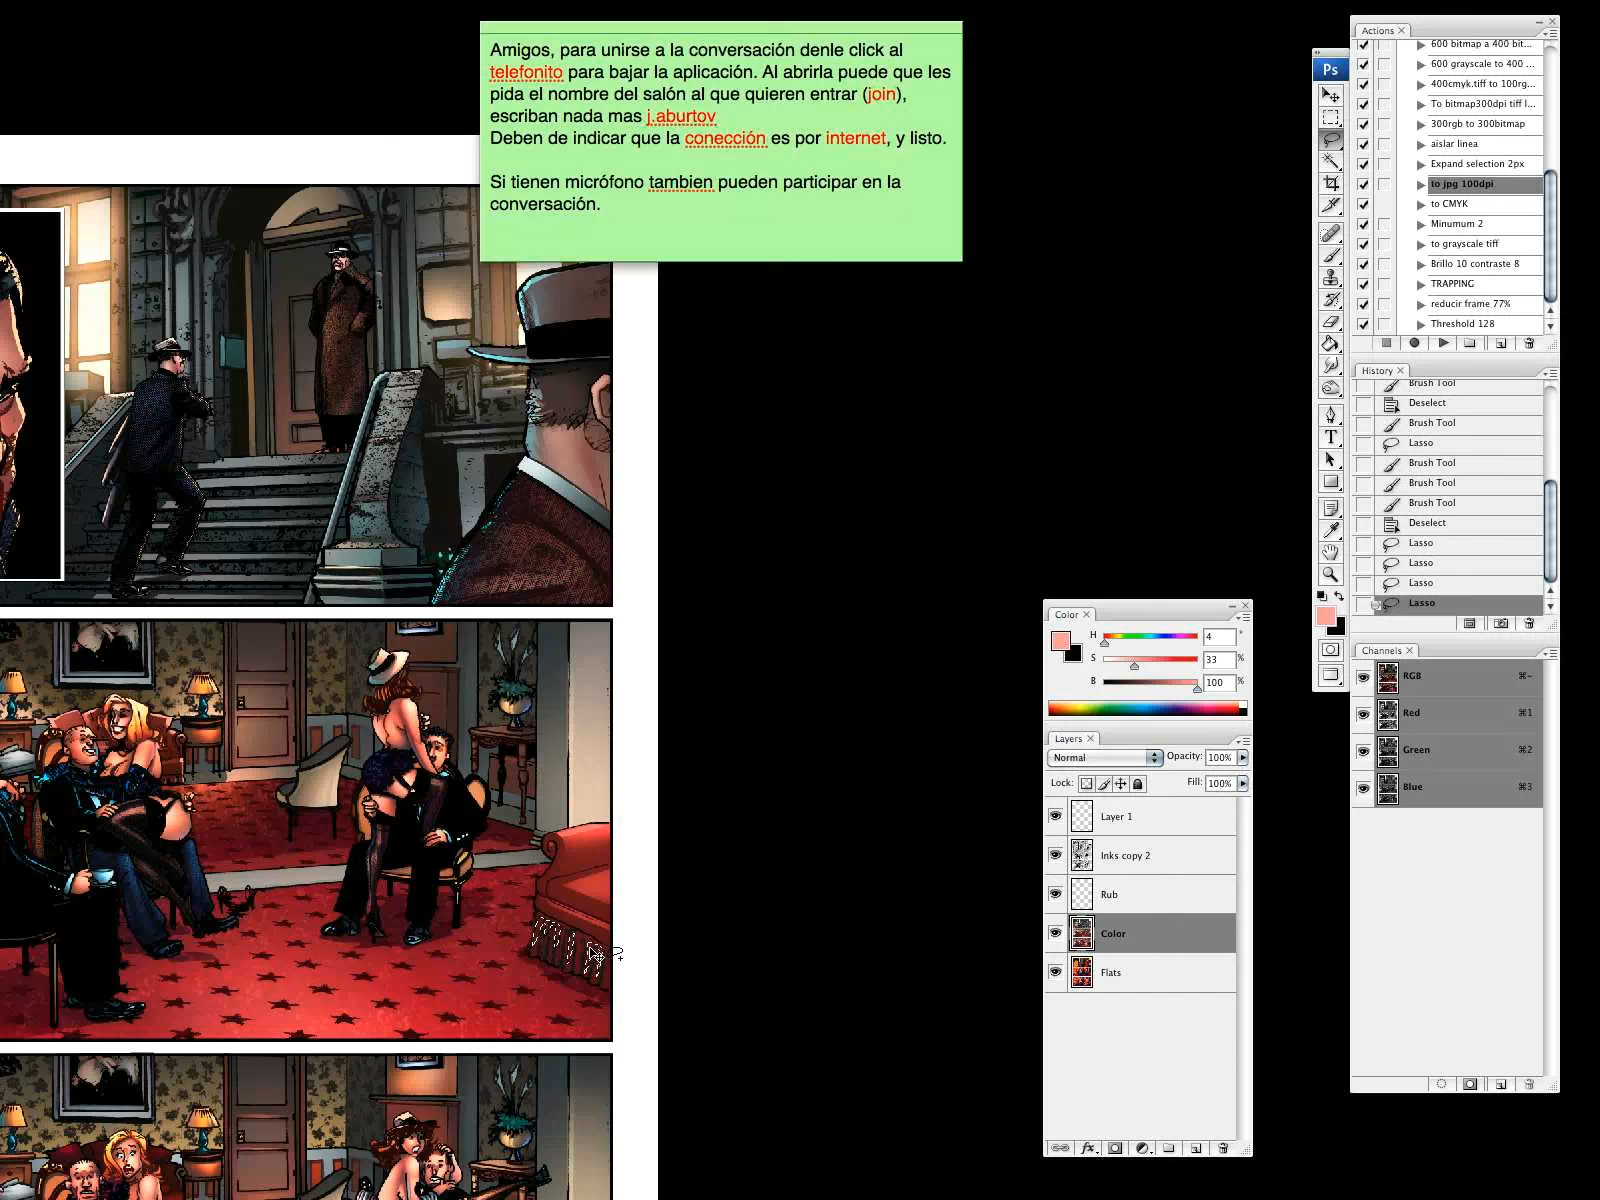 Amigos, para unirse a la conversación denle click al
telefonito para bajar la aplicación. Al abrirla puede que les
pida el nombre del salón al que quieren entrar (join),
escriban nada mas j.aburtov
Deben de indicar que la conección es por internet, y listo.
Si tienen micrófono tambien pueden participar en la
conversación.
Ps
Actions
600 bitmap a 400 bit...
600 grayscale to 400 ...
400cmyk.tiff to 100rg...
To bitmap300dpi tiff l...
300rgb to 300bitmap
aislar linea
Expand selection 2px
to jpg 100dpi
to CMYK
Minumum 2
to grayscale tiff
Brillo 10 contraste 8
TRAPPING
reducir frame 77%
Threshold 128
History
Brush Tool
Deselect
Brush Tool
Lasso
Brush Tool
Brush Tool
Brush Tool
Deselect
Lasso
Lasso
Lasso
Lasso
Channels
RGB ⌘~
Red ⌘1
Green ⌘2
Blue ⌘3
Color
H 4 °
S 33 %
B 100 %
Layers
Normal Opacity: 100%
Lock: Fill: 100%
Layer 1
Inks copy 2
Rub
Color
Flats